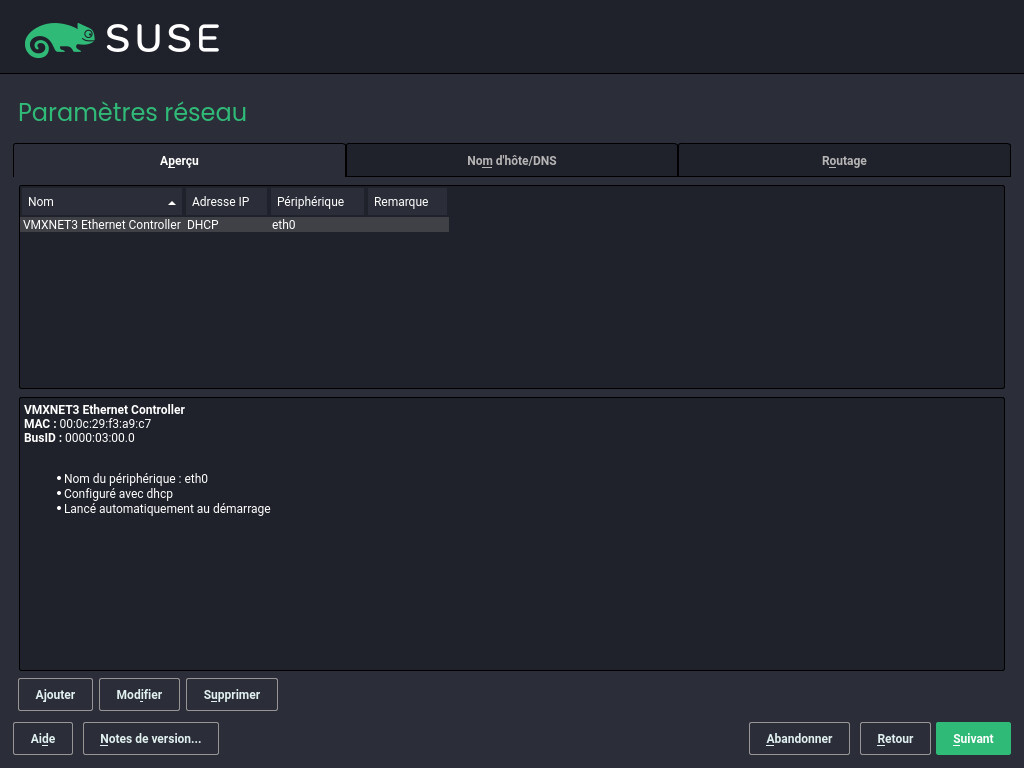 SUSE
Paramètres réseau
Aperçu Nom d'hôte/DNS Routage
Nom Adresse IP Périphérique Remarque
VMXNET3 Ethernet Controller DHCP eth0
VMXNET3 Ethernet Controller
MAC : 00:0c:29:f3:a9:c7
BusID : 0000:03:00.0
• Nom du périphérique : eth0
• Configuré avec dhcp
• Lancé automatiquement au démarrage
Ajouter Modifier Supprimer
Aide Notes de version... Abandonner Retour Suivant